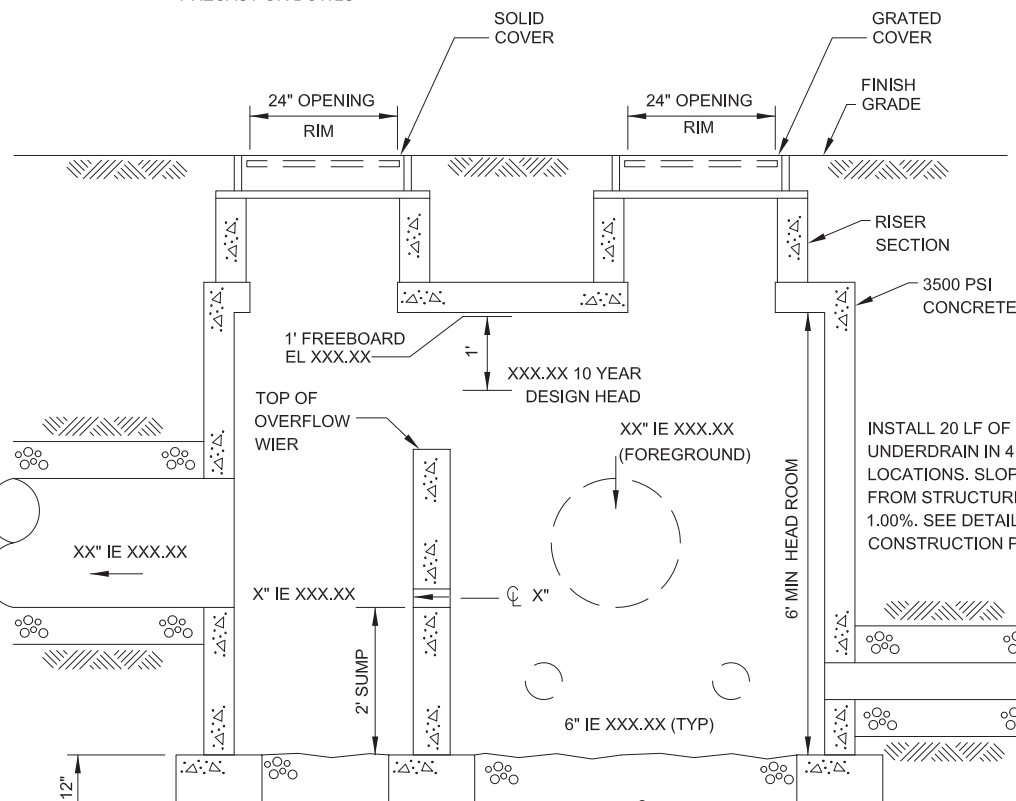 SOLID
COVER
GRATED
COVER
24" OPENING
RIM
24" OPENING
RIM
FINISH
GRADE
RISER
SECTION
3500 PSI
CONCRETE
1' FREEBOARD
EL XXX.XX
1'
XXX.XX 10 YEAR
DESIGN HEAD
TOP OF
OVERFLOW
WIER
XX" IE XXX.XX
(FOREGROUND)
INSTALL 20 LF OF
UNDERDRAIN IN 4
LOCATIONS. SLOP
FROM STRUCTUR
1.00%. SEE DETAIL
CONSTRUCTION
6' MIN HEAD ROOM
XX" IE XXX.XX
X" IE XXX.XX
℄ X"
2' SUMP
6" IE XXX.XX (TYP)
12"